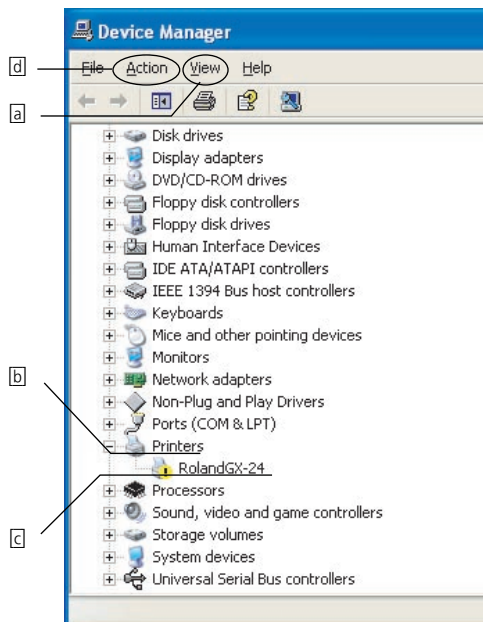 Device Manager
d
File Action View Help
a
Disk drives
Display adapters
DVD/CD-ROM drives
Floppy disk controllers
Floppy disk drives
Human Interface Devices
IDE ATA/ATAPI controllers
IEEE 1394 Bus host controllers
Keyboards
Mice and other pointing devices
Monitors
Network adapters
Non-Plug and Play Drivers
b
Ports (COM & LPT)
Printers
RolandGX-24
Processors
c
Sound, video and game controllers
Storage volumes
System devices
Universal Serial Bus controllers